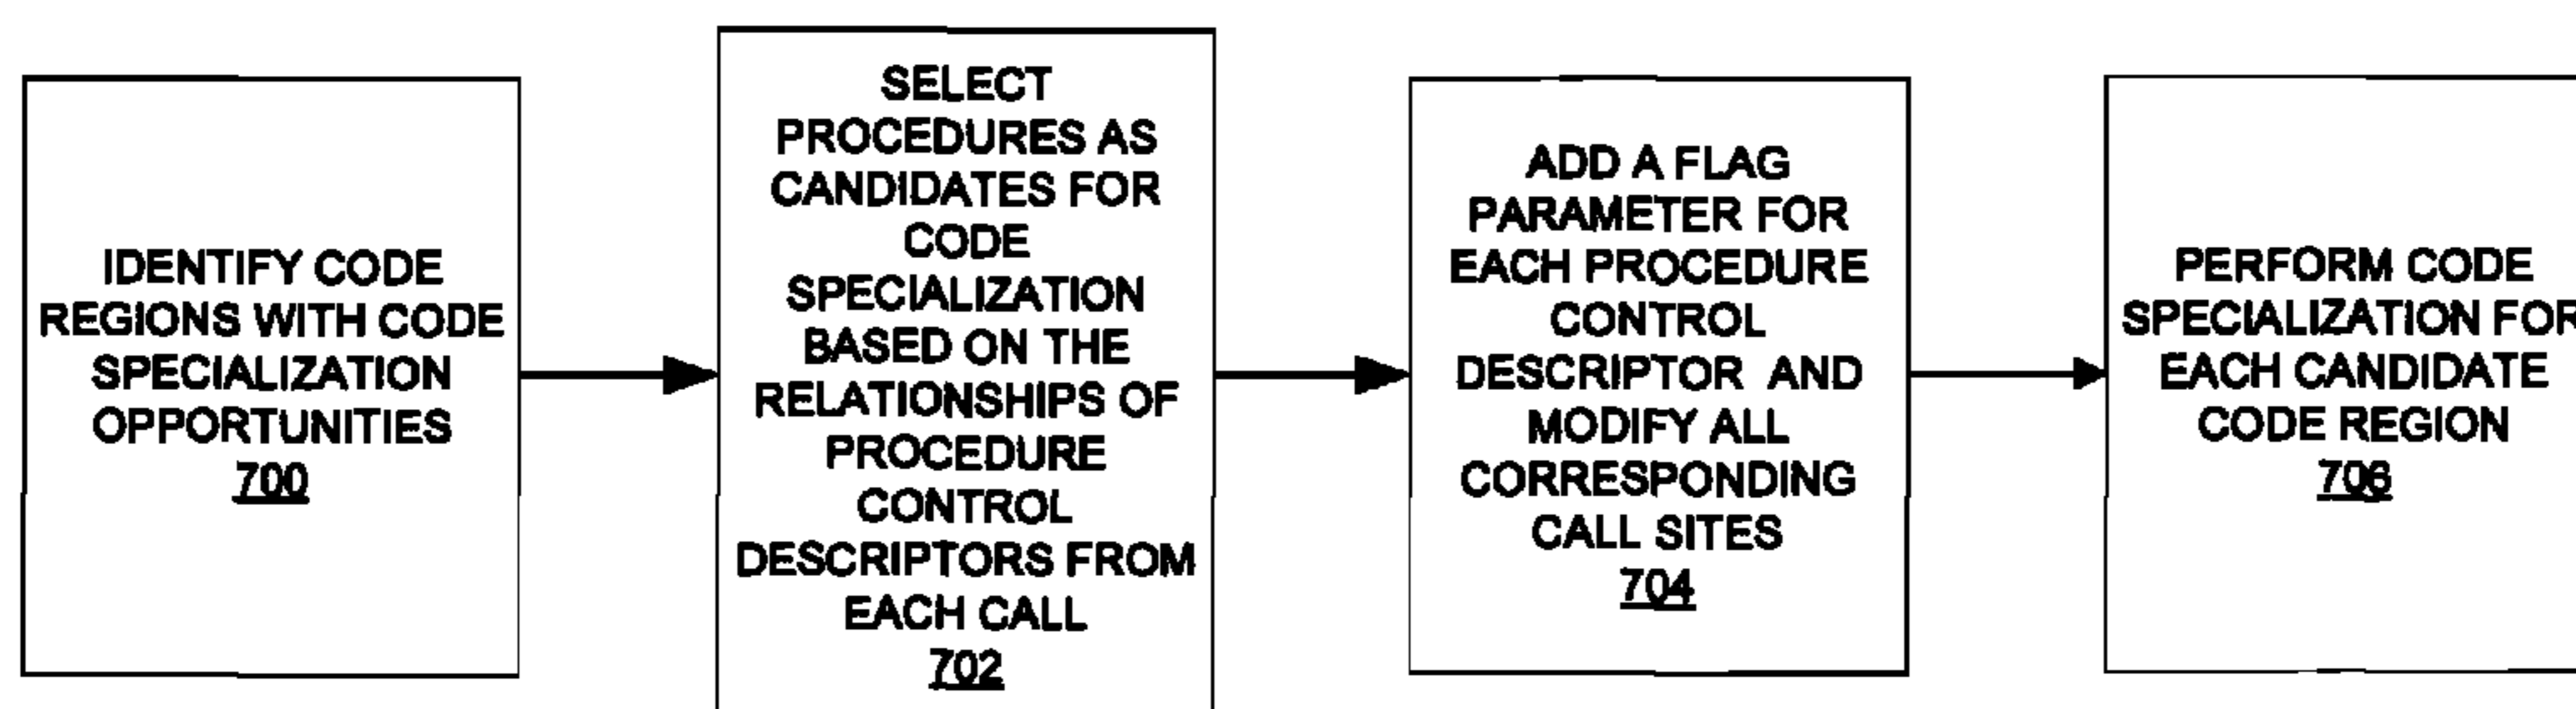 IDENTIFY CODE
REGIONS WITH CODE
SPECIALIZATION
OPPORTUNITIES
700
SELECT
PROCEDURES AS
CANDIDATES FOR
CODE
SPECIALIZATION
BASED ON THE
RELATIONSHIPS OF
PROCEDURE
CONTROL
DESCRIPTORS FROM
EACH CALL
702
ADD A FLAG
PARAMETER FOR
EACH PROCEDURE
CONTROL
DESCRIPTOR AND
MODIFY ALL
CORRESPONDING
CALL SITES
704
PERFORM CODE
SPECIALIZATION FOR
EACH CANDIDATE
CODE REGION
706